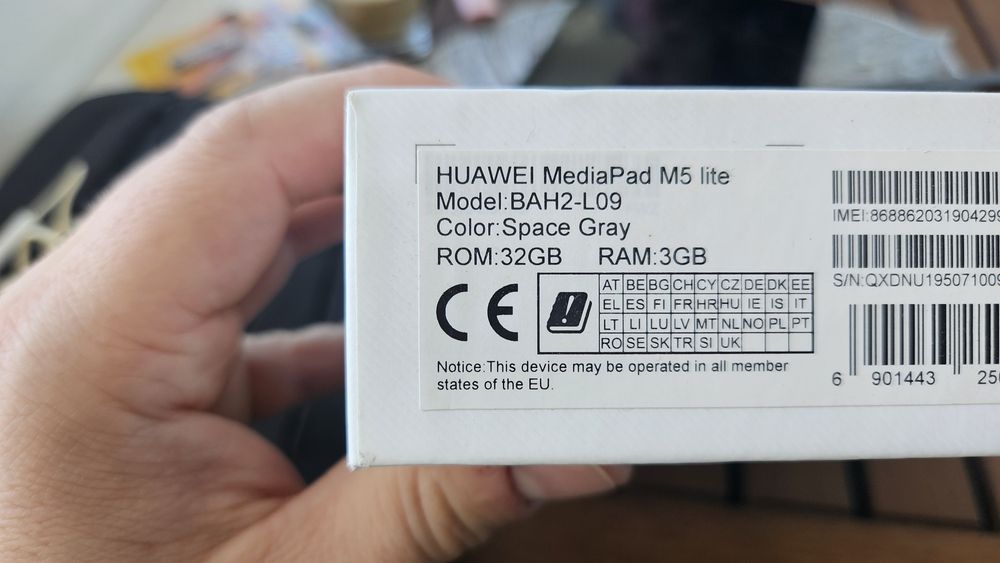 HUAWEI MediaPad M5 lite
Model:BAH2-L09
Color:Space Gray
ROM:32GB RAM:3GB
CE
AT BE BG CH CY CZ DE DK EE
EL ES FI FR HR HU IE IS IT
LT LI LU LV MT NL NO PL PT
RO SE SK TR SI UK
Notice:This device may be operated in all member
states of the EU.
IMEI:86886203190429
S/N:QXDNU195071009
6 901443 250